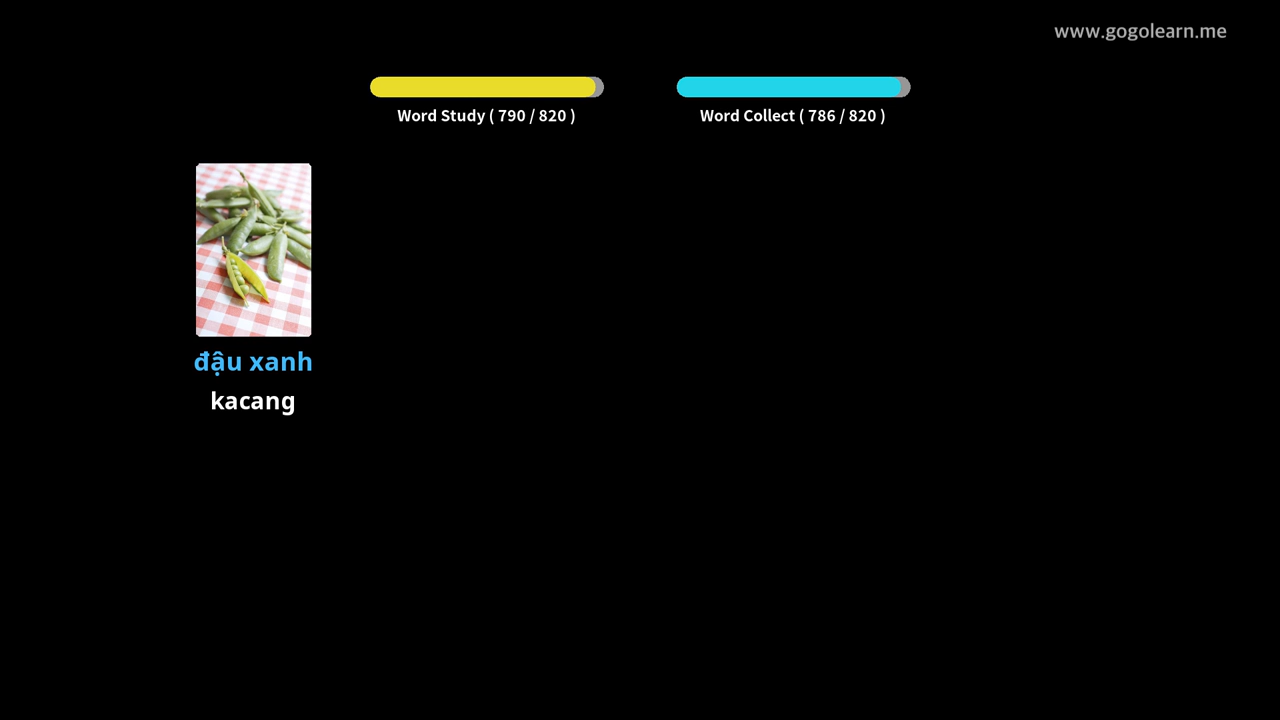 www.gogolearn.me
Word Study ( 790 / 820 )
Word Collect ( 786 / 820 )
đậu xanh
kacang